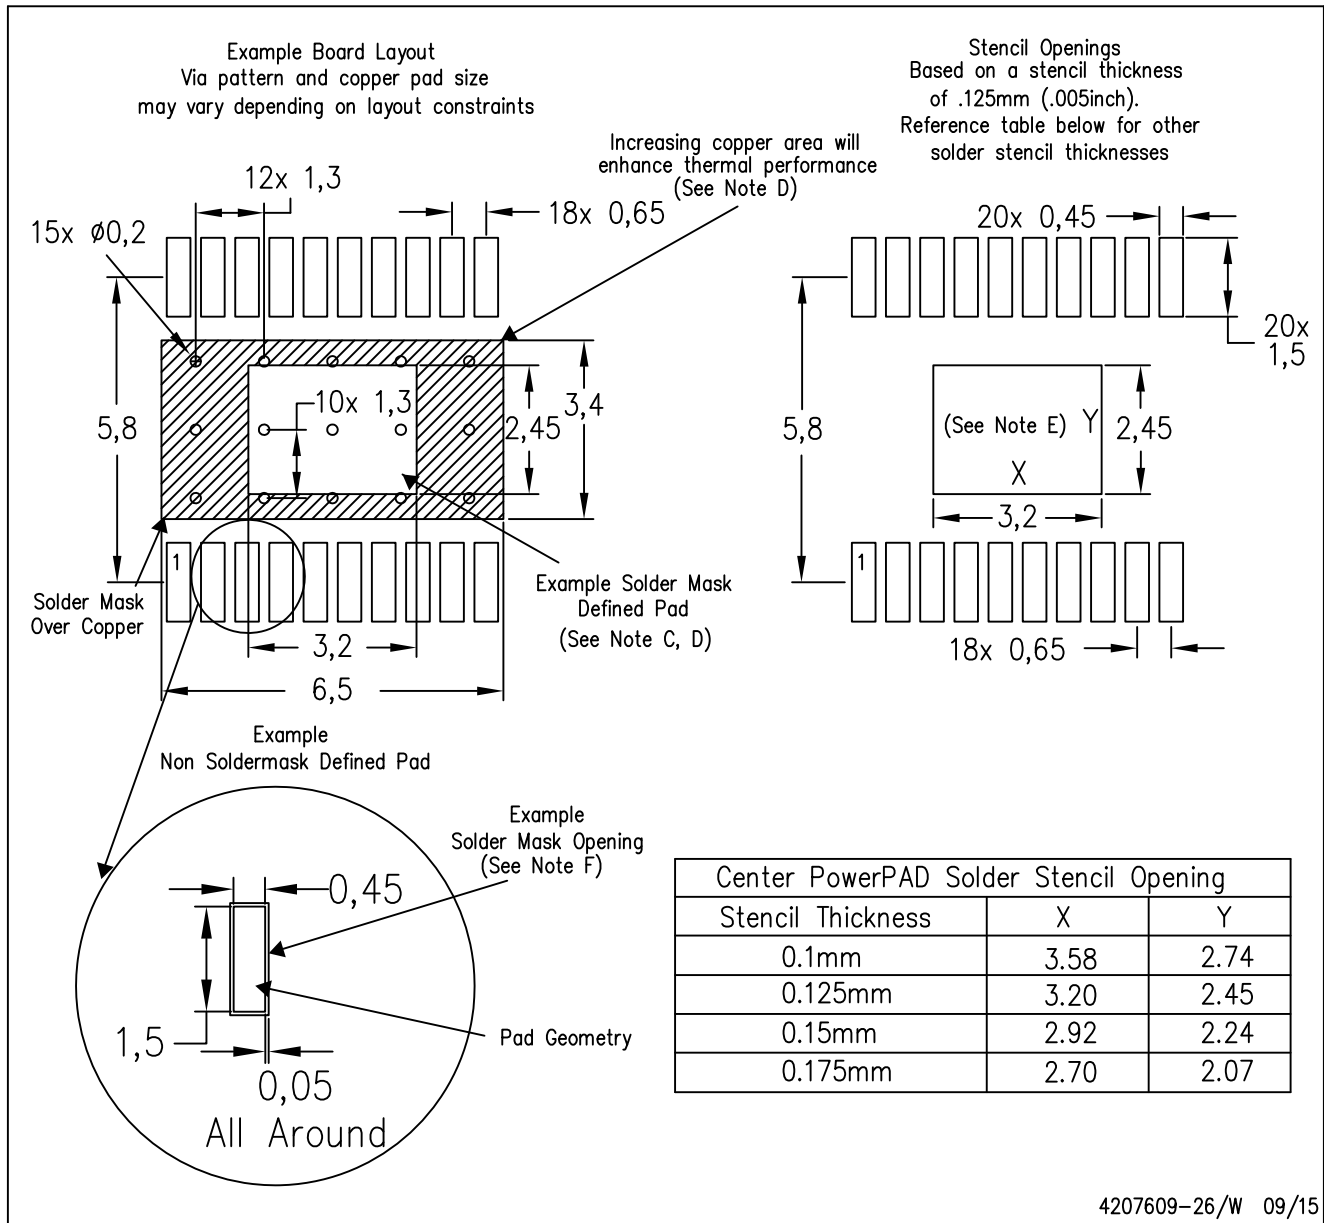 Example Board Layout
Via pattern and copper pad size
may vary depending on layout constraints
Stencil Openings
Based on a stencil thickness
of .125mm (.005inch).
Reference table below for other
solder stencil thicknesses
Increasing copper area will
enhance thermal performance
(See Note D)
12x 1,3
18x 0,65
15x ø0,2
5,8
10x 1,3
2,45
3,4
1
Solder Mask
Over Copper
Example Solder Mask
Defined Pad
(See Note C, D)
3,2
6,5
20x 0,45
20x
1,5
5,8
(See Note E)
Y
X
2,45
3,2
1
18x 0,65
Example
Non Soldermask Defined Pad
Example
Solder Mask Opening
(See Note F)
0,45
1,5
Pad Geometry
0,05
All Around
Center PowerPAD Solder Stencil Opening
Stencil Thickness X Y
0.1mm 3.58 2.74
0.125mm 3.20 2.45
0.15mm 2.92 2.24
0.175mm 2.70 2.07
4207609-26/W 09/15